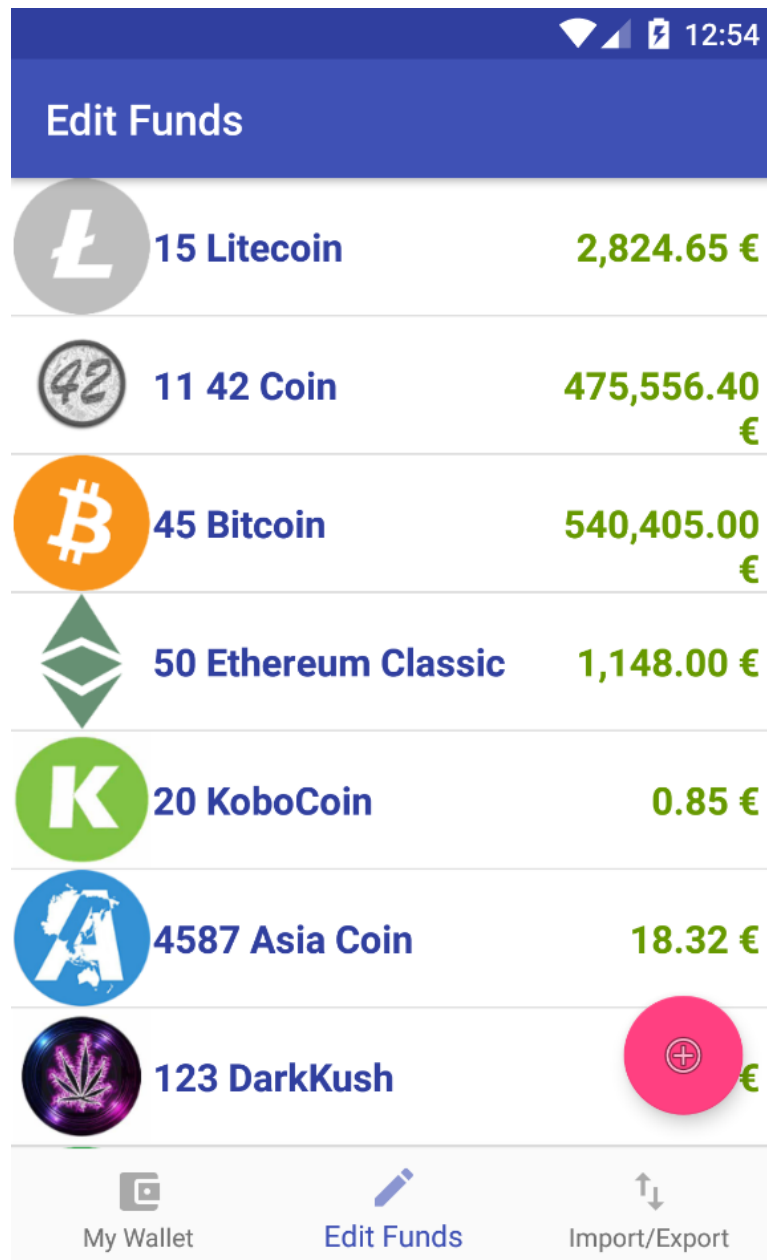 12:54
Edit Funds
15 Litecoin 2,824.65 €
42
11 42 Coin 475,556.40
€
45 Bitcoin 540,405.00
€
50 Ethereum Classic 1,148.00 €
K
20 KoboCoin 0.85 €
A
4587 Asia Coin 18.32 €
123 DarkKush €
My Wallet Edit Funds Import/Export